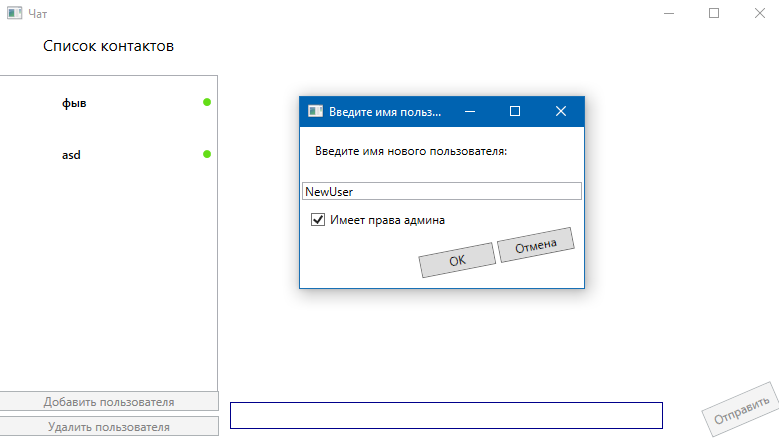 Чат
Список контактов
фыв
asd
Введите имя польз...
Введите имя нового пользователя:
NewUser
Имеет права админа
OK
Отмена
Добавить пользователя
Удалить пользователя
Отправить